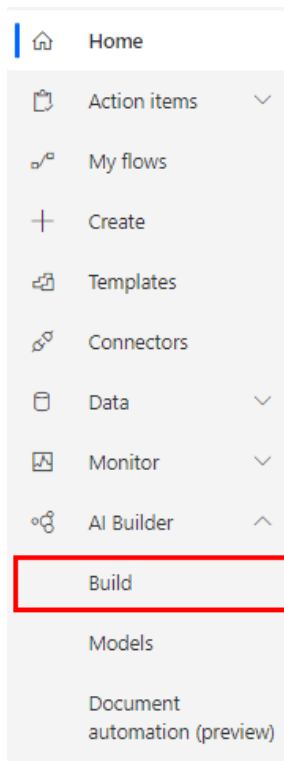 Home
Action items
My flows
Create
Templates
Connectors
Data
Monitor
AI Builder
Build
Models
Document
automation (preview)